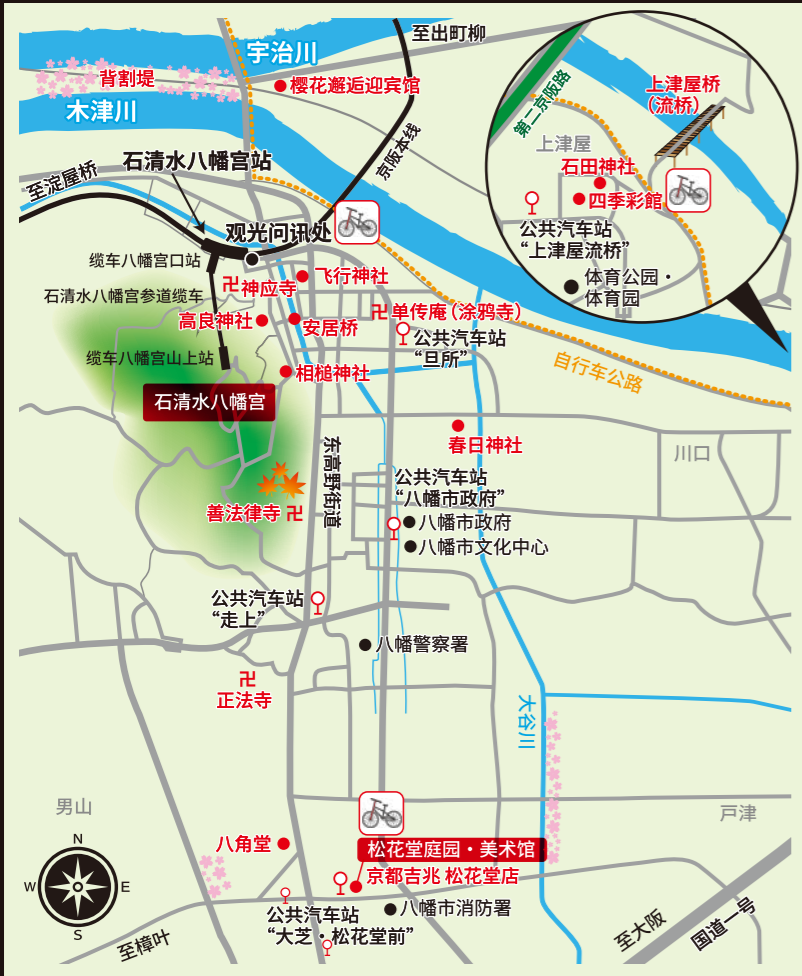 至出町柳
宇治川
背割堤
樱花邂逅迎宾馆
木津川
京阪本线
石清水八幡宫站
至淀屋桥
观光问讯处
缆车八幡宫口站
卍神应寺
飞行神社
石清水八幡宫参道缆车
高良神社
安居桥
卍单传庵(涂鸦寺)
公共汽车站
“旦所”
缆车八幡宫山上站
相槌神社
石清水八幡宫
自行车公路
第二京阪路
上津屋桥
(流桥)
上津屋
石田神社
四季彩館
公共汽车站
“上津屋流桥”
体育公园・
体育园
春日神社
川口
东高野街道
公共汽车站
“八幡市政府”
八幡市政府
八幡市文化中心
善法律寺 卍
公共汽车站
“走上”
八幡警察署
卍
正法寺
大谷川
男山
戸津
八角堂
松花堂庭园・美术馆
京都吉兆 松花堂店
公共汽车站
“大芝・松花堂前”
八幡市消防署
至樟叶
至大阪
国道一号
N
W
E
S